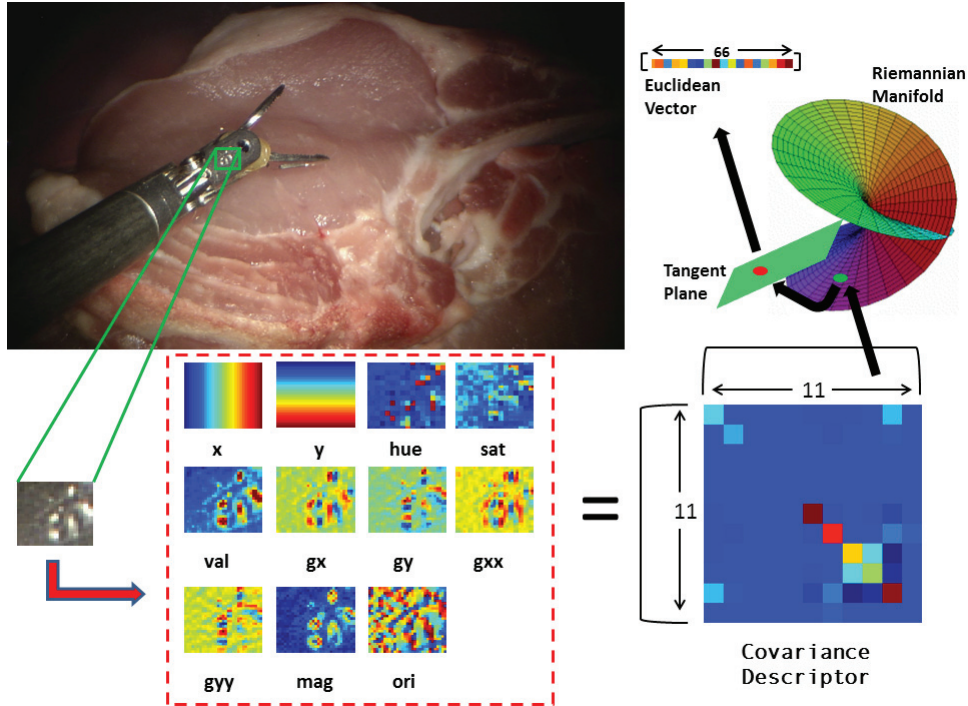 66
Euclidean
Vector
Riemannian
Manifold
Tangent
Plane
x y hue sat
val gx gy gxx
gyy mag ori
=
11
11
Covariance
Descriptor